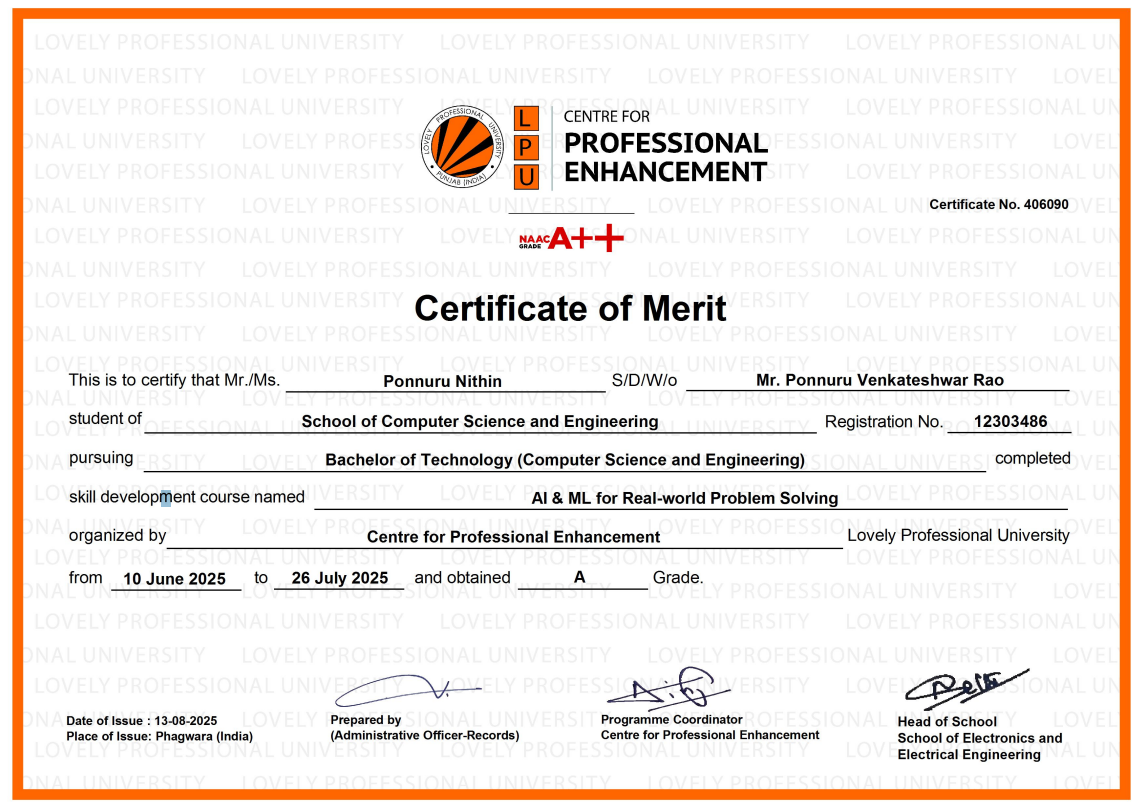 LOVELY PROFESSIONAL UNIVERSITY
PUNJAB (INDIA)
L
P
U
CENTRE FOR
PROFESSIONAL
ENHANCEMENT
Certificate No. 406090
NAAC
GRADE
A++
Certificate of Merit
This is to certify that Mr./Ms. Ponnuru Nithin S/D/W/o Mr. Ponnuru Venkateshwar Rao
student of School of Computer Science and Engineering Registration No. 12303486
pursuing Bachelor of Technology (Computer Science and Engineering) completed
skill development course named AI & ML for Real-world Problem Solving
organized by Centre for Professional Enhancement Lovely Professional University
from 10 June 2025 to 26 July 2025 and obtained A Grade.
Date of Issue : 13-08-2025
Place of Issue: Phagwara (India)
Prepared by
(Administrative Officer-Records)
Programme Coordinator
Centre for Professional Enhancement
Head of School
School of Electronics and
Electrical Engineering